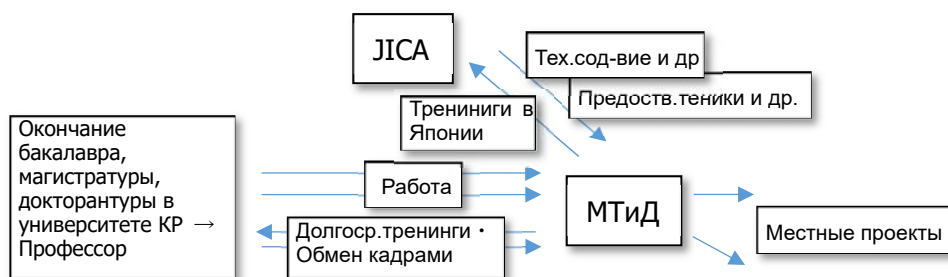 JICA
Тех.сод-вие и др
Предоств.теники и др.
Тренинги в
Японии
Окончание
бакалавра,
магистратуры,
докторантуры в
университете КР →
Профессор
Работа
Долгоср.тренинги・
Обмен кадрами
МТиД
Местные проекты